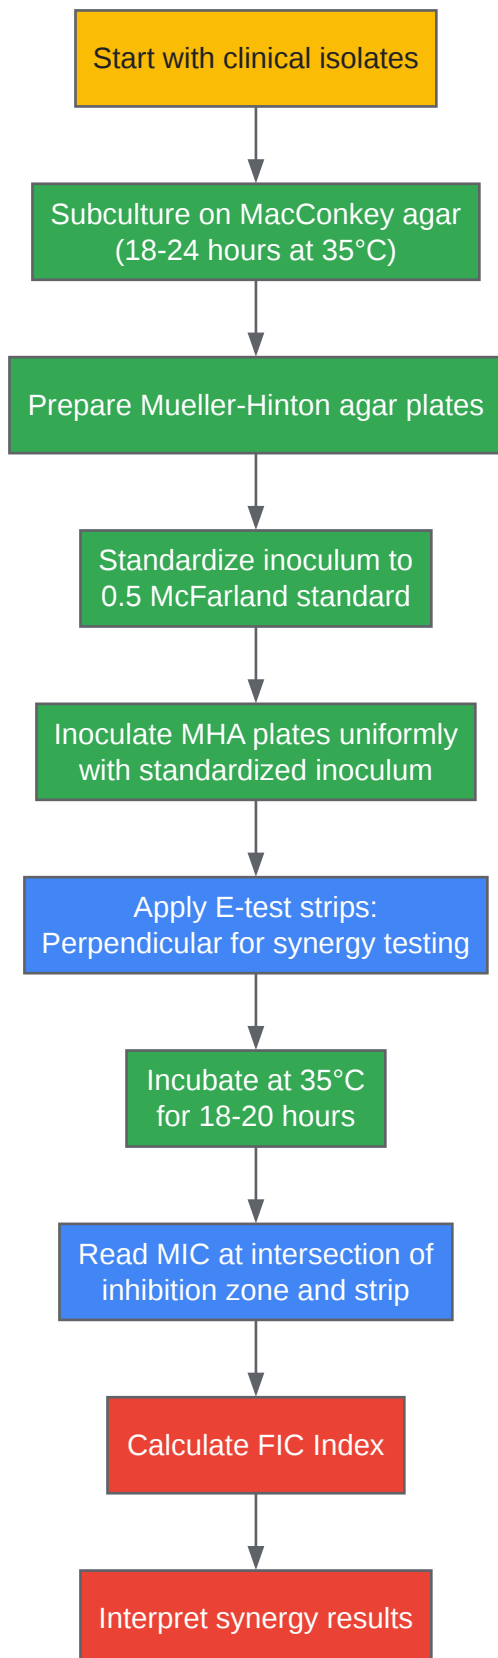 Start with clinical isolates
Subculture on MacConkey agar
(18-24 hours at 35°C)
Prepare Mueller-Hinton agar plates
Standardize inoculum to
0.5 McFarland standard
Inoculate MHA plates uniformly
with standardized inoculum
Apply E-test strips:
Perpendicular for synergy testing
Incubate at 35°C
for 18-20 hours
Read MIC at intersection of
inhibition zone and strip
Calculate FIC Index
Interpret synergy results